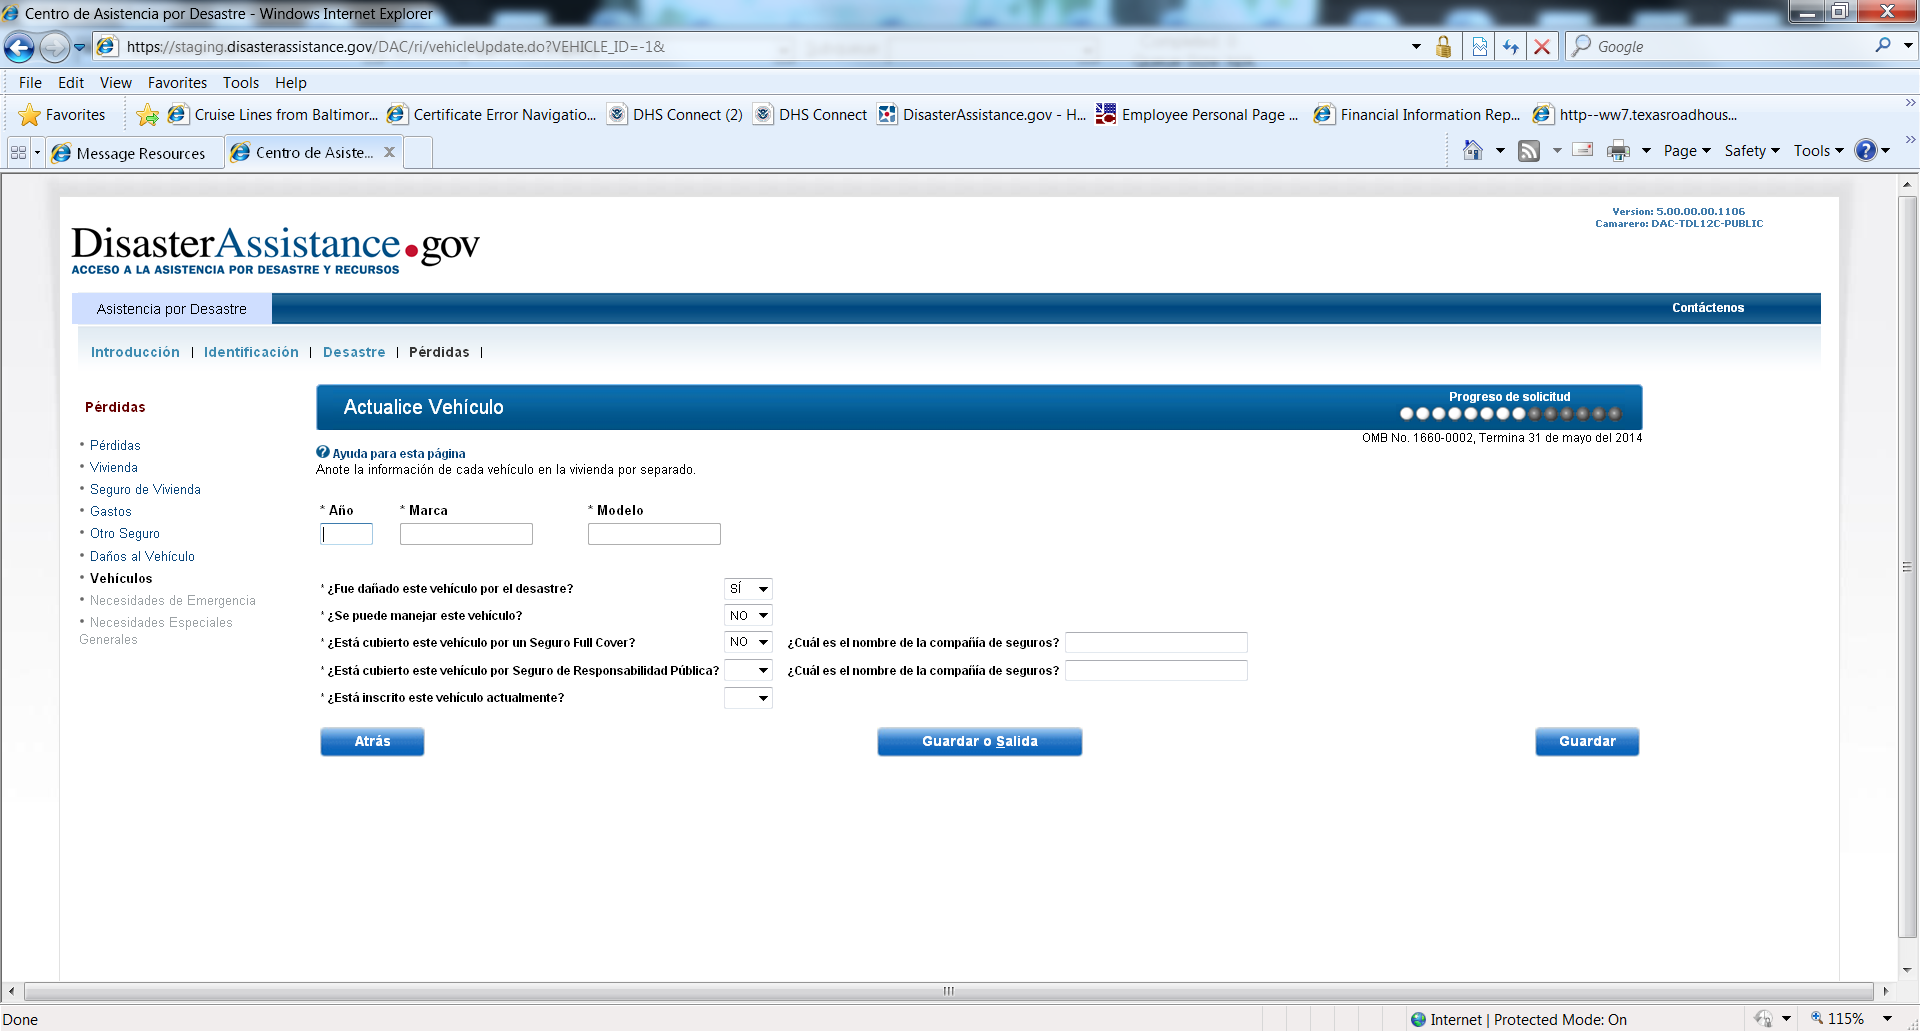 Centro de Asistencia por Desastre - Windows Internet Explorer
https://staging.disasterassistance.gov/DAC/ri/vehicleUpdate.do?VEHICLE_ID=-1&
Google
File Edit View Favorites Tools Help
Favorites Cruise Lines from Baltimor... Certificate Error Navigatio... DHS Connect (2) DHS Connect DisasterAssistance.gov - H... Employee Personal Page ... Financial Information Rep... http--ww7.texasroadhous...
Message Resources Centro de Asiste... Page Safety Tools
Version: 5.00.00.00.1106
Camarero: DAC-TDL12C-PUBLIC
DisasterAssistance.gov
ACCESO A LA ASISTENCIA POR DESASTRE Y RECURSOS
Asistencia por Desastre Contáctenos
Introducción | Identificación | Desastre | Pérdidas |
Pérdidas
• Pérdidas
• Vivienda
• Seguro de Vivienda
• Gastos
• Otro Seguro
• Daños al Vehículo
• Vehículos
• Necesidades de Emergencia
• Necesidades Especiales
Generales
Actualice Vehículo
Progreso de solicitud
OMB No. 1660-0002, Termina 31 de mayo del 2014
? Ayuda para esta página
Anote la información de cada vehículo en la vivienda por separado.
* Año * Marca * Modelo
* ¿Fue dañado este vehículo por el desastre? SÍ
* ¿Se puede manejar este vehículo? NO
* ¿Está cubierto este vehículo por un Seguro Full Cover? NO ¿Cuál es el nombre de la compañía de seguros?
* ¿Está cubierto este vehículo por Seguro de Responsabilidad Pública? ¿Cuál es el nombre de la compañía de seguros?
* ¿Está inscrito este vehículo actualmente?
Atrás Guardar o Salida Guardar
Done Internet | Protected Mode: On 115%